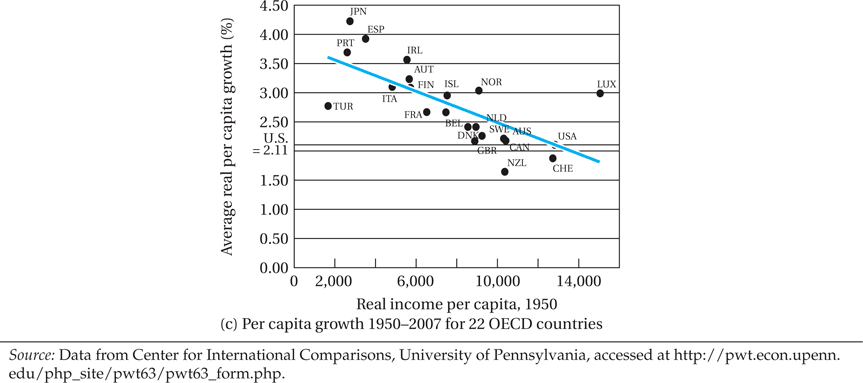 4.50
JPN
4.00
ESP
PRT
3.50
IRL
AUT
3.00
FIN
ISL
NOR
LUX
ITA
TUR
2.50
FRA
BEL
NLD
U.S.
DNK
SWE
AUS
USA
= 2.11
GBR
CAN
NZL
CHE
1.50
1.00
0.50
0.00
Average real per capita growth (%)
0 2,000 6,000 10,000 14,000
Real income per capita, 1950
(c) Per capita growth 1950–2007 for 22 OECD countries
Source: Data from Center for International Comparisons, University of Pennsylvania, accessed at http://pwt.econ.upenn.
edu/php_site/pwt63/pwt63_form.php.